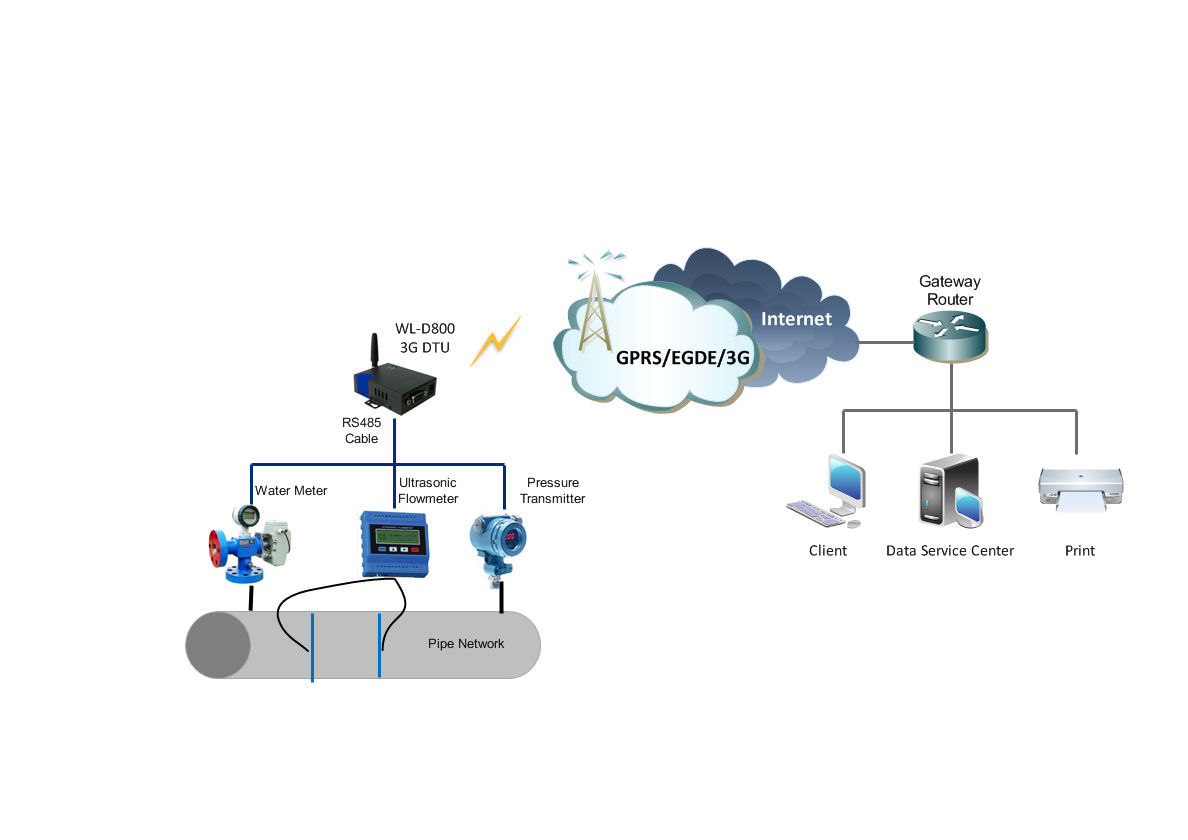 Gateway
Router
Internet
WL-D800
3G DTU
GPRS/EGDE/3G
RS485
Cable
Water Meter
Ultrasonic
Flowmeter
Pressure
Transmitter
Client
Data Service Center
Print
Pipe Network